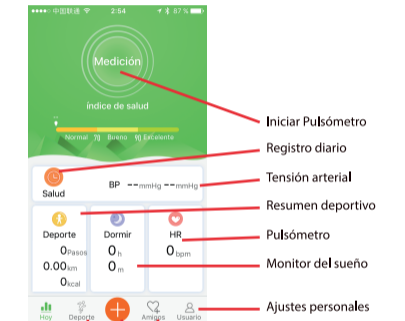 中国联通 2:54 87%
Medición
índice de salud
Normal 70 Bueno 90 Excelente
Salud
BP --mmHg --mmHg
Deporte Dormir HR
0Pasos 0h 0bpm
0.00km 0m
0kcal
Hoy Deporte Amigos Usuario
Iniciar Pulsómetro
Registro diario
Tensión arterial
Resumen deportivo
Pulsómetro
Monitor del sueño
Ajustes personales